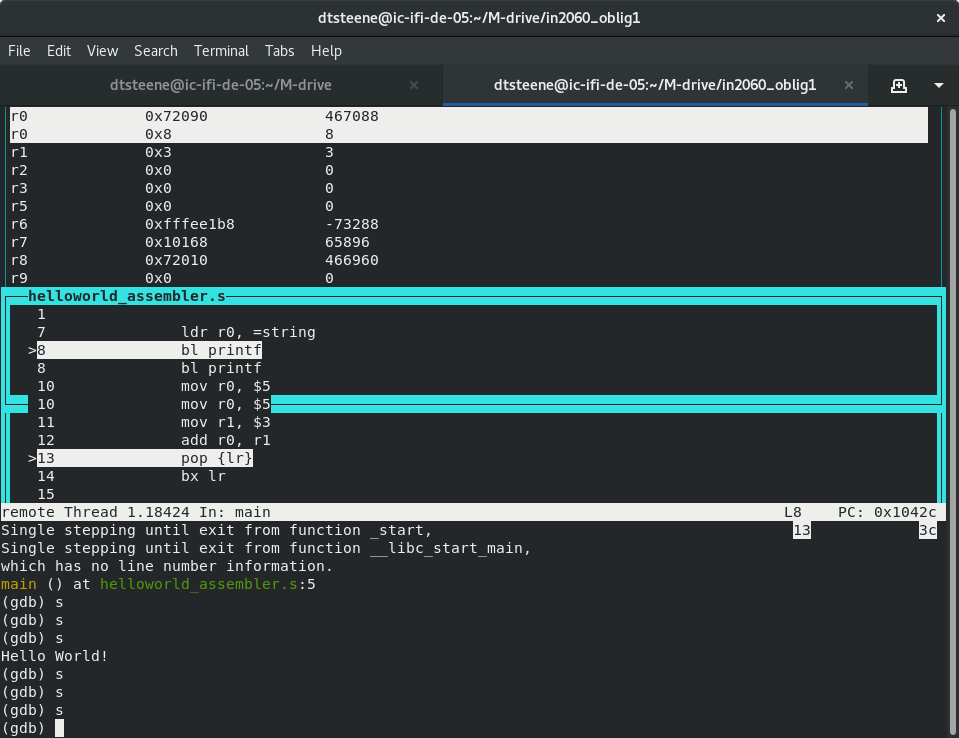 dtsteene@ic-ifi-de-05:~/M-drive/in2060_oblig1 ×
File Edit View Search Terminal Tabs Help
dtsteene@ic-ifi-de-05:~/M-drive × dtsteene@ic-ifi-de-05:~/M-drive/in2060_oblig1 ×
r0 0x72090 467088
r0 0x8 8
r1 0x3 3
r2 0x0 0
r3 0x0 0
r5 0x0 0
r6 0xfffee1b8 -73288
r7 0x10168 65896
r8 0x72010 466960
r9 0x0 0
helloworld_assembler.s
1
7 ldr r0, =string
>8 bl printf
8 bl printf
10 mov r0, $5
10 mov r0, $5
11 mov r1, $3
12 add r0, r1
>13 pop {lr}
14 bx lr
15
remote Thread 1.18424 In: main L8 PC: 0x1042c
Single stepping until exit from function _start, 13 3c
Single stepping until exit from function __libc_start_main,
which has no line number information.
main () at helloworld_assembler.s:5
(gdb) s
(gdb) s
(gdb) s
Hello World!
(gdb) s
(gdb) s
(gdb) s
(gdb)